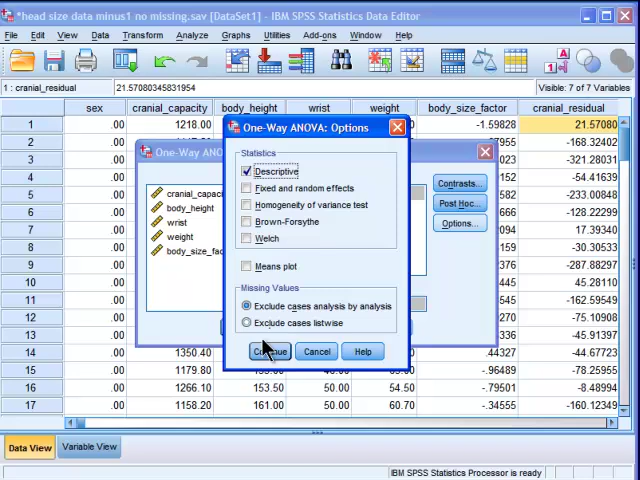 *head size data minus1 no missing.sav [DataSet1] - IBM SPSS Statistics Data Editor
File Edit View Data Transform Analyze Graphs Utilities Add-ons Window Help
1 : cranial_residual 21.57080345831954 Visible: 7 of 7 Variables
sex cranial_capacity body_height wrist weight body_size_factor cranial_residual
1 .00 1218.00 -1.59828 21.57080
One-Way ANOVA: Options
2 .00 -168.32402
One-Way ANO
Statistics
3 .00 -321.28031
Descriptive
4 .00 -54.41639
Contrasts...
Fixed and random effects
5 .00 -233.00848
cranial_capaci
Post Hoc...
Homogeneity of variance test
6 .00 -128.22299
body_height
Brown-Forsythe
7 .00 17.39340
wrist
Options...
Welch
8 .00 -30.30533
weight
9 .00 -287.88297
body_size_fac
Means plot
10 .00 45.28110
Missing Values
11 .00 -162.59549
Exclude cases analysis by analysis
12 .00 -75.10908
Exclude cases listwise
13 .00 -45.91397
Continue Cancel Help
14 .00 1350.40 .44327 -44.67723
15 .00 1179.80 -.96489 -78.25955
16 .00 1266.10 153.50 50.00 54.50 -.79501 -8.48994
17 .00 1158.20 161.00 50.00 60.70 -.34555 -160.12349
Data View Variable View
IBM SPSS Statistics Processor is ready